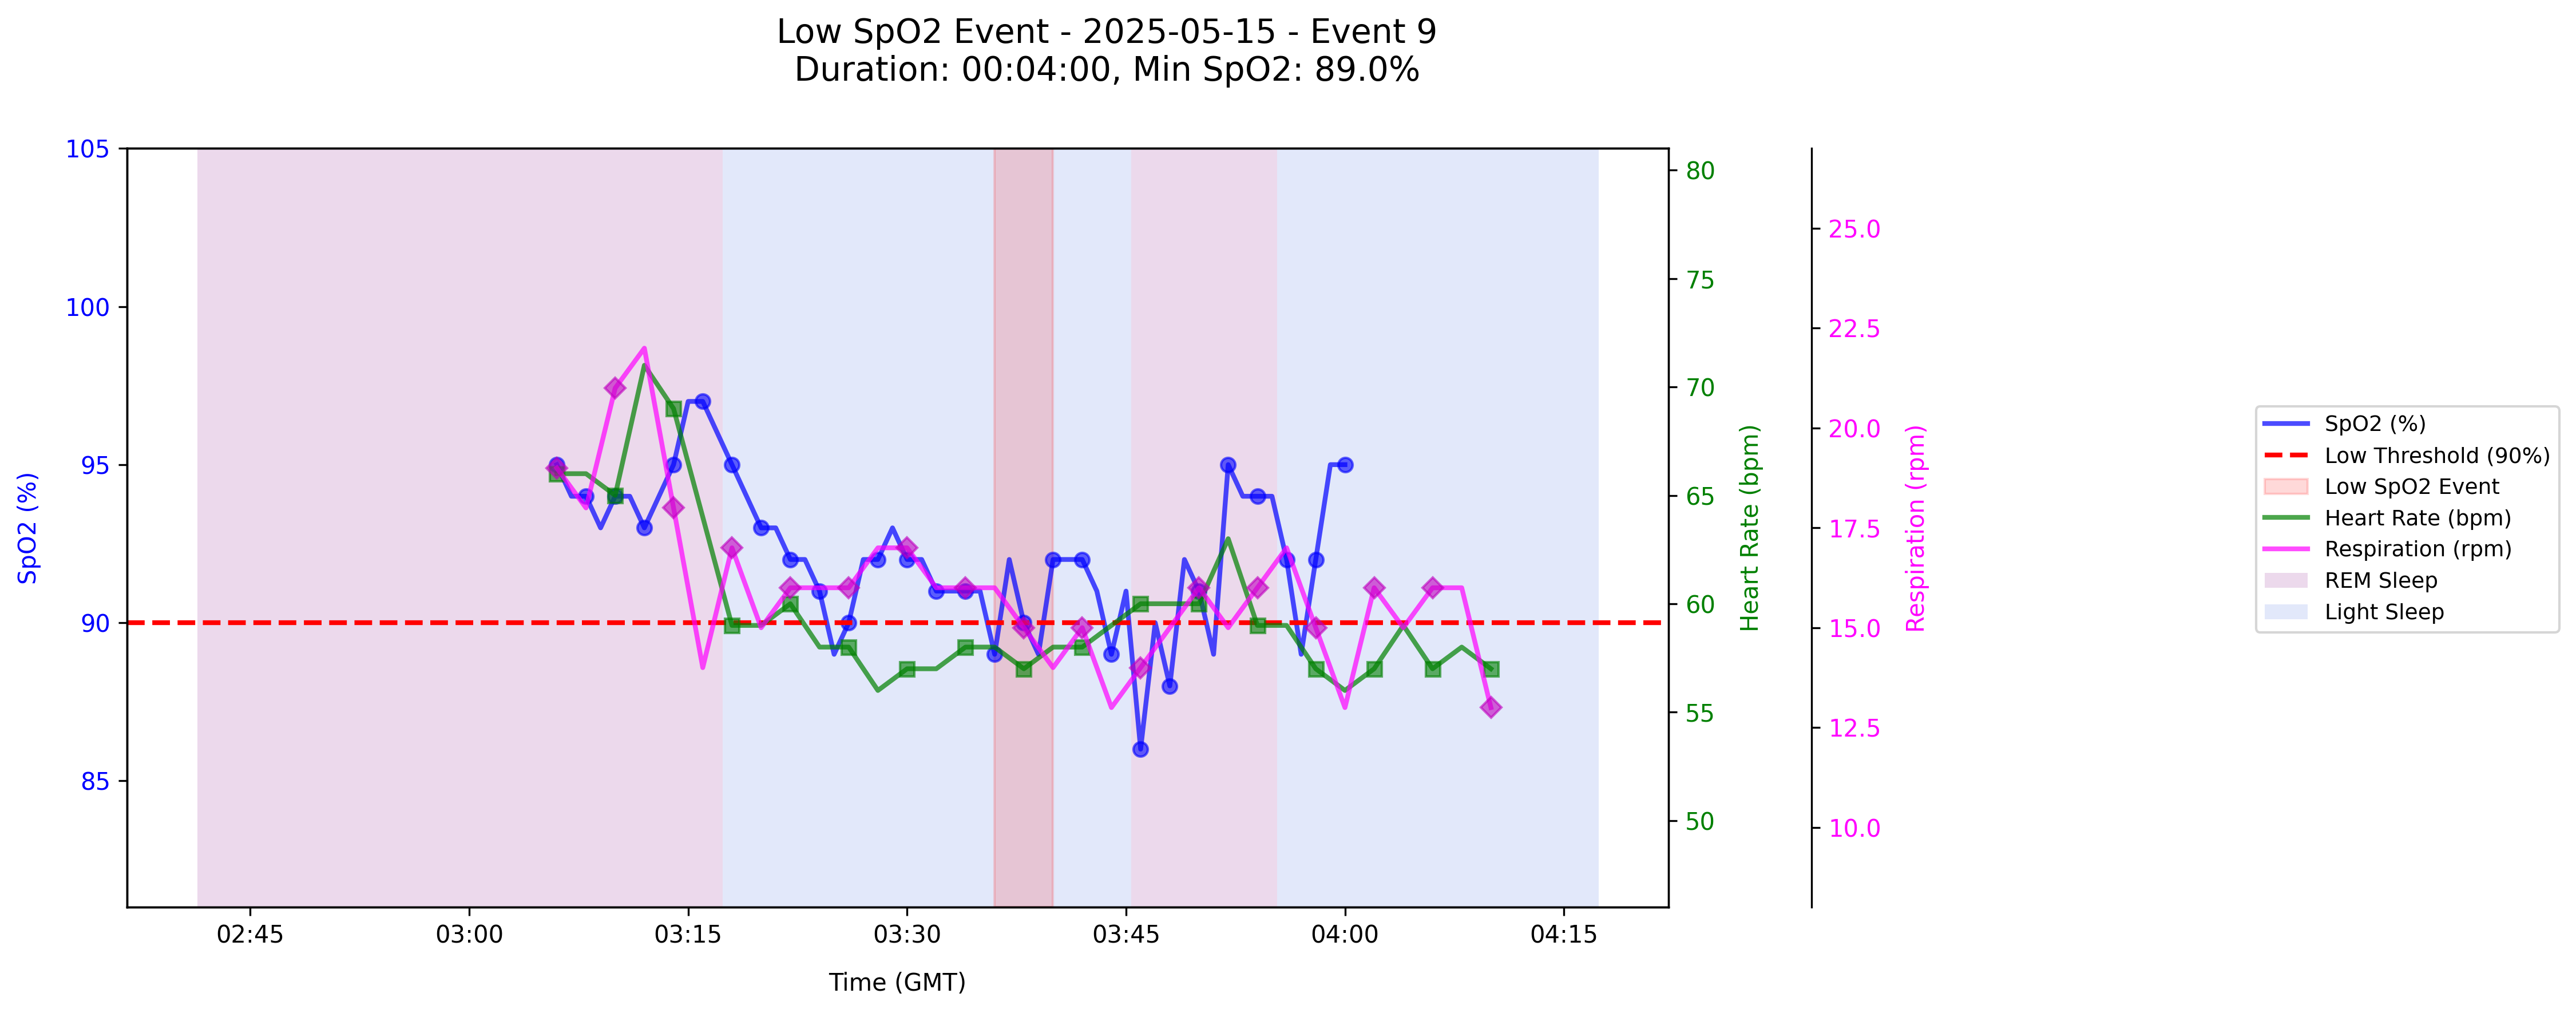 Low SpO2 Event - 2025-05-15 - Event 9
Duration: 00:04:00, Min SpO2: 89.0%
SpO2 (%)
105
100
95
90
85
80
75
70
65
60
55
50
Heart Rate (bpm)
25.0
22.5
20.0
17.5
15.0
12.5
10.0
Respiration (rpm)
SpO2 (%)
Low Threshold (90%)
Low SpO2 Event
Heart Rate (bpm)
Respiration (rpm)
REM Sleep
Light Sleep
02:45 03:00 03:15 03:30 03:45 04:00 04:15
Time (GMT)